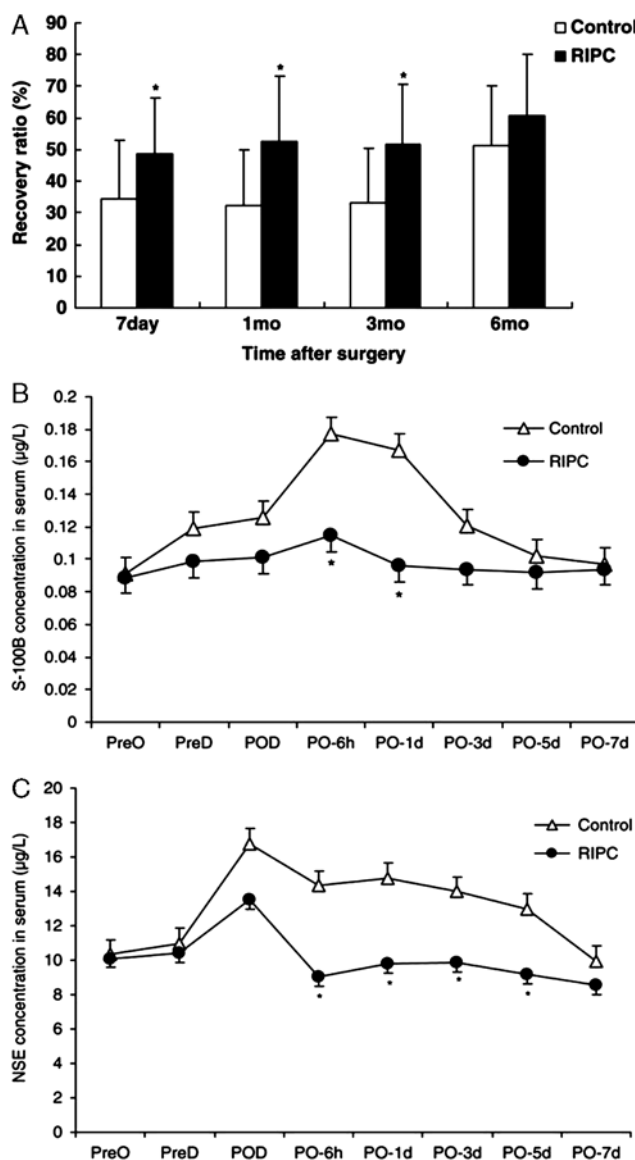 A
Recovery ratio (%)
90
80
70
60
50
40
30
20
10
0
Control
RIPC
*
*
*
7day 1mo 3mo 6mo
Time after surgery
B
S-100B concentration in serum (µg/L)
0.2
0.18
0.16
0.14
0.12
0.1
0.08
0.06
0.04
0.02
0
Control
RIPC
*
*
PreO PreD POD PO-6h PO-1d PO-3d PO-5d PO-7d
C
NSE concentration in serum (µg/L)
20
18
16
14
12
10
8
6
4
2
0
Control
RIPC
*
*
*
*
PreO PreD POD PO-6h PO-1d PO-3d PO-5d PO-7d